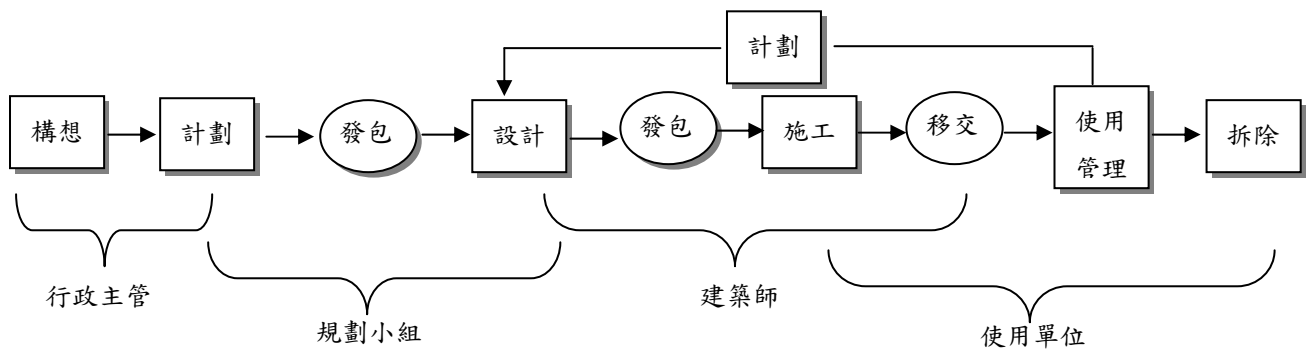 計劃
構想
計劃
發包
設計
發包
施工
移交
使用
管理
拆除
行政主管
規劃小組
建築師
使用單位